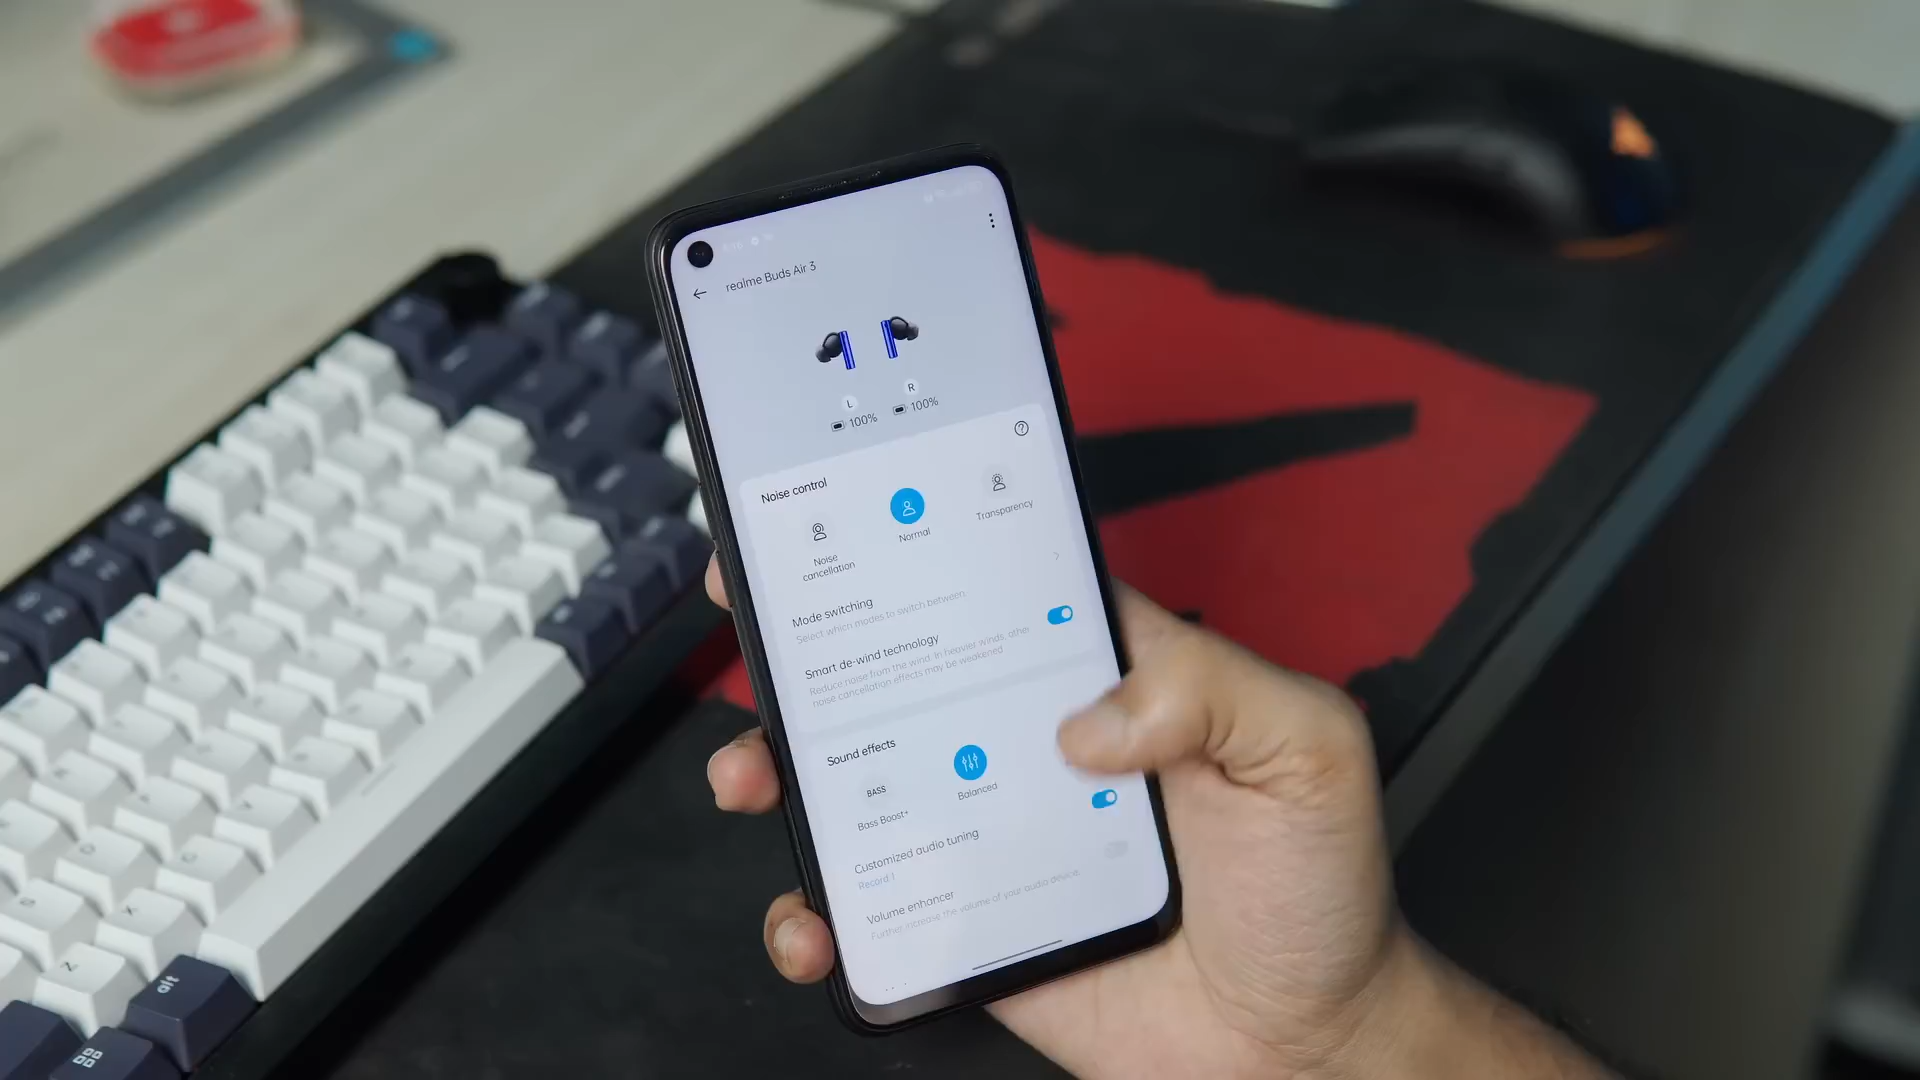 realme Buds Air 3
L
R
100%
100%
Noise control
Noise
cancellation
Normal
Transparency
Mode switching
Select which modes to switch between.
Smart de-wind technology
Reduce noise from the wind. In heavier winds, other
noise cancellation effects may be weakened
Sound effects
BASS
Bass Boost+
Balanced
Customized audio tuning
Record 1
Volume enhancer
Further increase the volume of your audio device.
alt
N
X